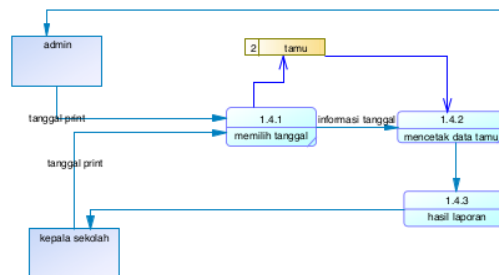 admin
2 tamu
tanggal print
1.4.1
memilih tanggal
informasi tanggal
1.4.2
mencetak data tamu
tanggal print
1.4.3
hasil laporan
kepala sekolah